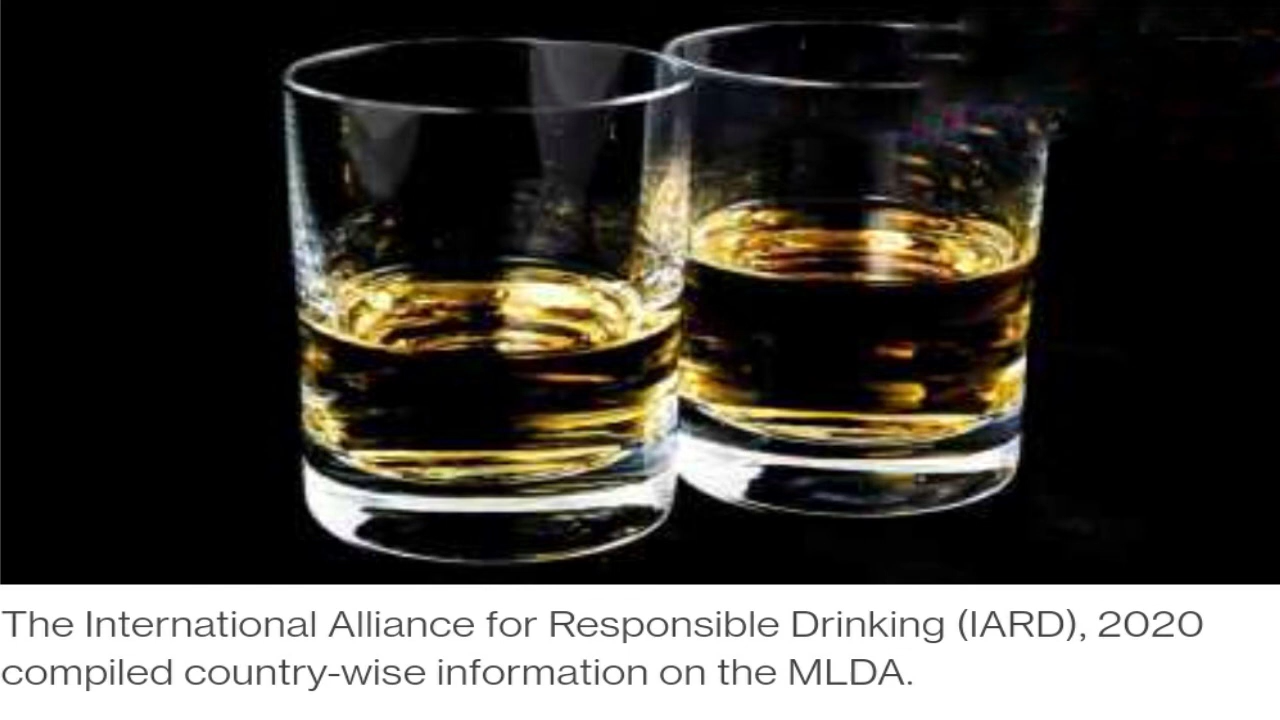 The International Alliance for Responsible Drinking (IARD), 2020
compiled country-wise information on the MLDA.